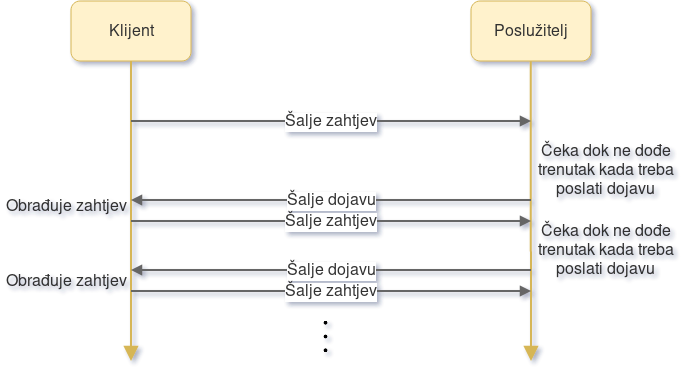 Klijent
Poslužitelj
Šalje zahtjev
Čeka dok ne dođe
trenutak kada treba
poslati dojavu
Šalje dojavu
Obrađuje zahtjev
Šalje zahtjev
Čeka dok ne dođe
trenutak kada treba
poslati dojavu
Šalje dojavu
Obrađuje zahtjev
Šalje zahtjev